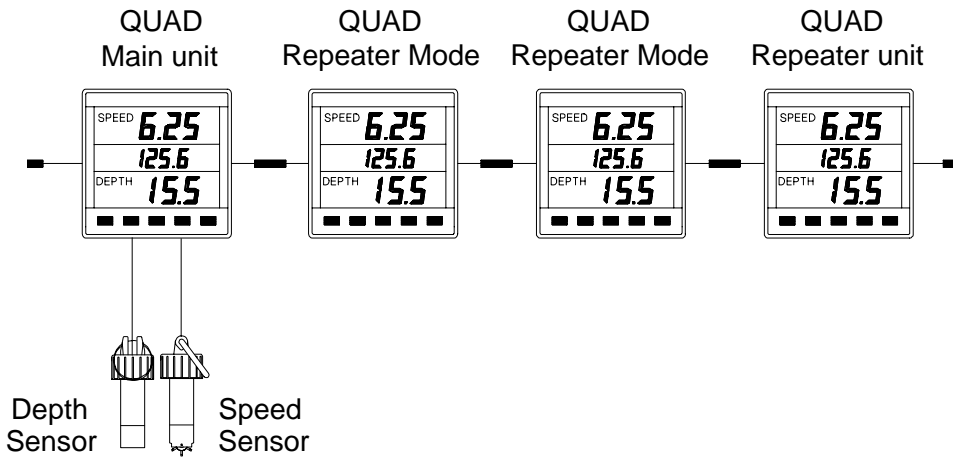 QUAD
Main unit
QUAD
Repeater Mode
QUAD
Repeater Mode
QUAD
Repeater unit
SPEED 6.25
125.6
DEPTH 15.5
SPEED 6.25
125.6
DEPTH 15.5
SPEED 6.25
125.6
DEPTH 15.5
SPEED 6.25
125.6
DEPTH 15.5
Depth
Sensor
Speed
Sensor